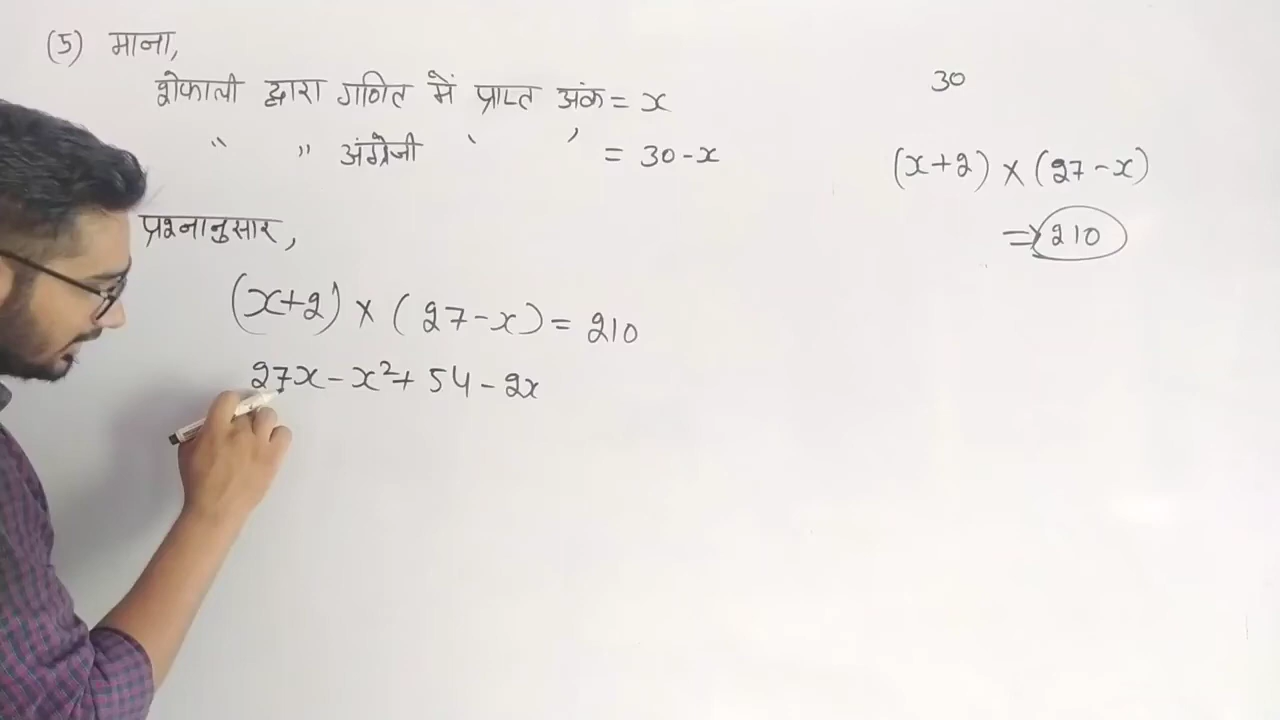 (5) माना,
शेफाली द्वारा गणित में प्राप्त अंक = x
" " अंग्रेजी ` ' = 30-x
प्रश्नानुसार,
(x+2) × (27-x) = 210
27x - x² + 54 - 2x
30
(x+2) × (27-x)
⇒ 210